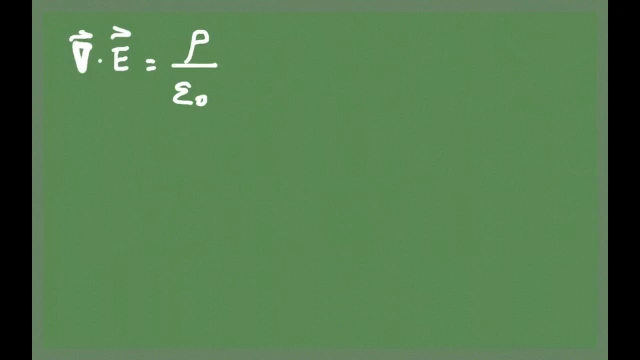 ∇⃗ · E⃗ = ρ/ε₀